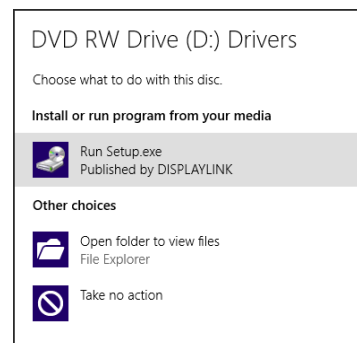 DVD RW Drive (D:) Drivers
Choose what to do with this disc.
Install or run program from your media
Run Setup.exe
Published by DISPLAYLINK
Other choices
Open folder to view files
File Explorer
Take no action